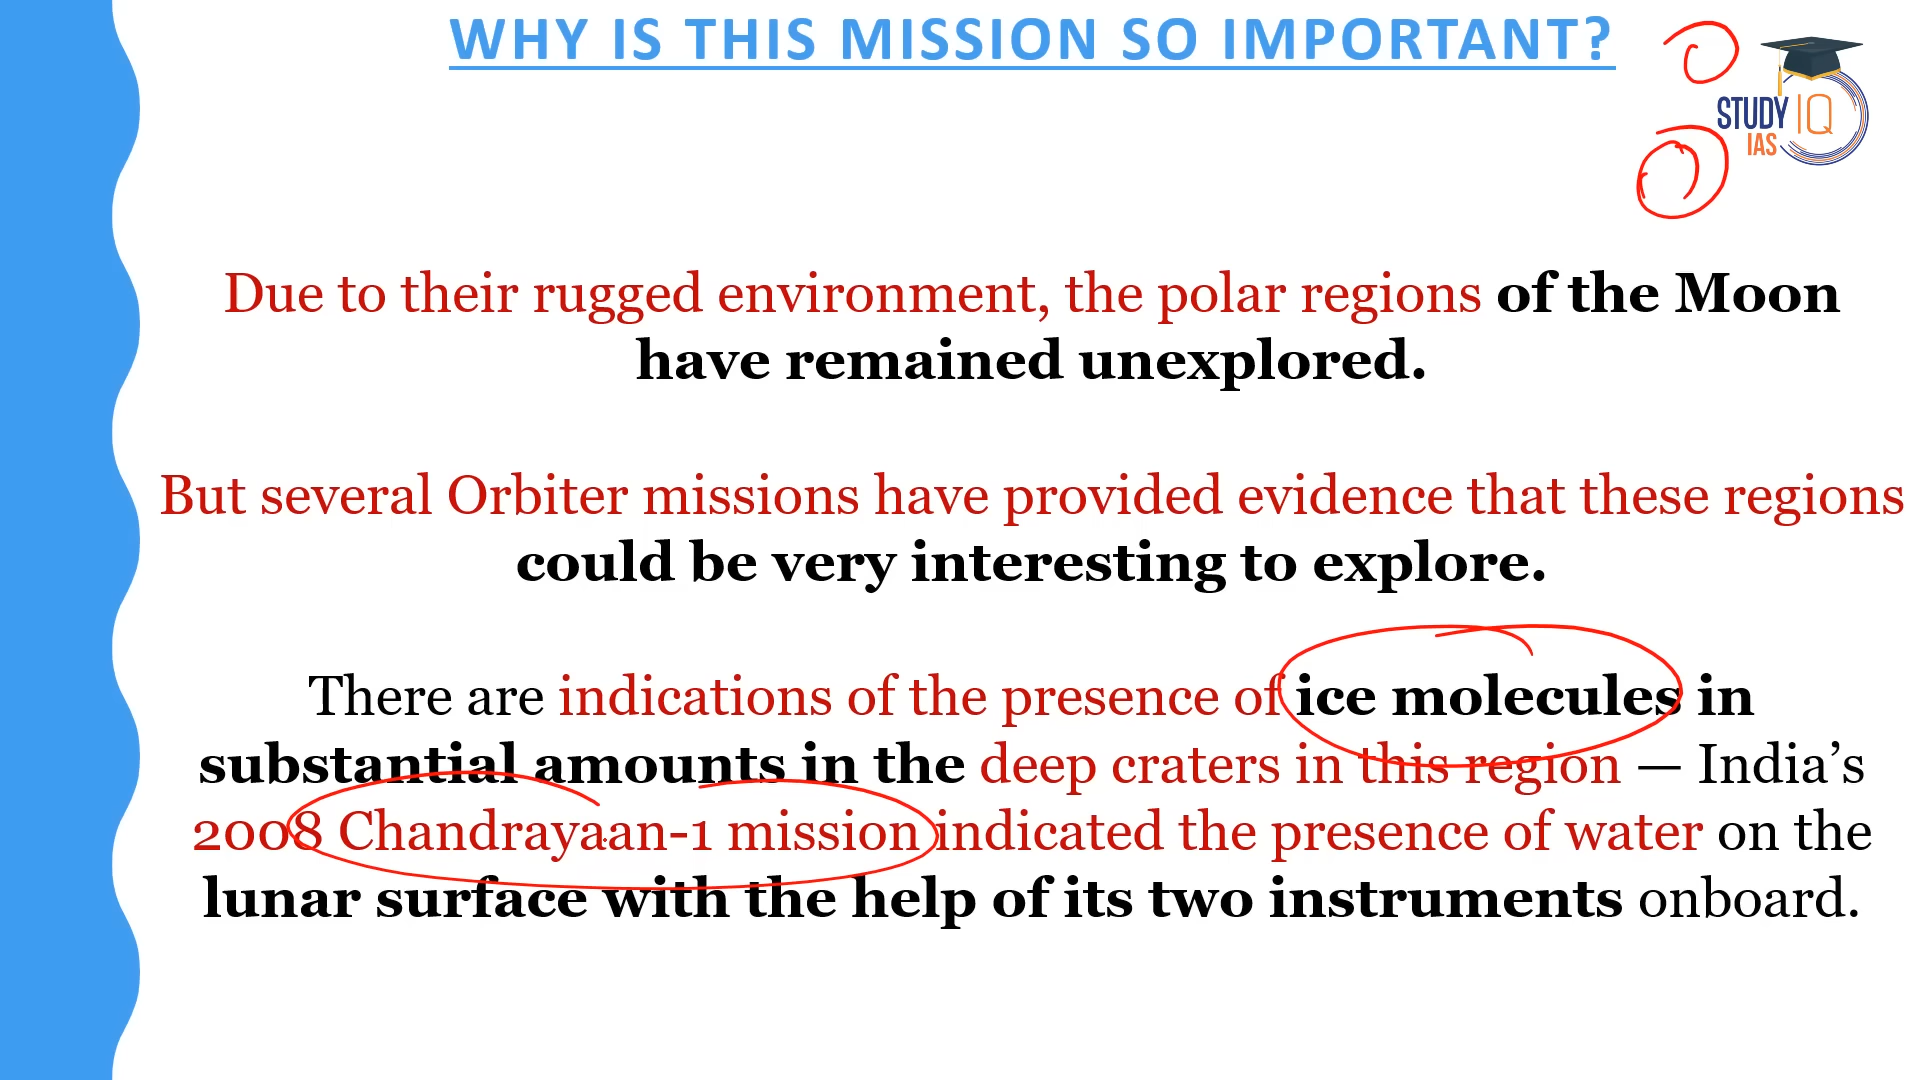 WHY IS THIS MISSION SO IMPORTANT?
STUDY IQ
IAS
Due to their rugged environment, the polar regions of the Moon
have remained unexplored.
But several Orbiter missions have provided evidence that these regions
could be very interesting to explore.
There are indications of the presence of ice molecules in
substantial amounts in the deep craters in this region — India’s
2008 Chandrayaan-1 mission indicated the presence of water on the
lunar surface with the help of its two instruments onboard.